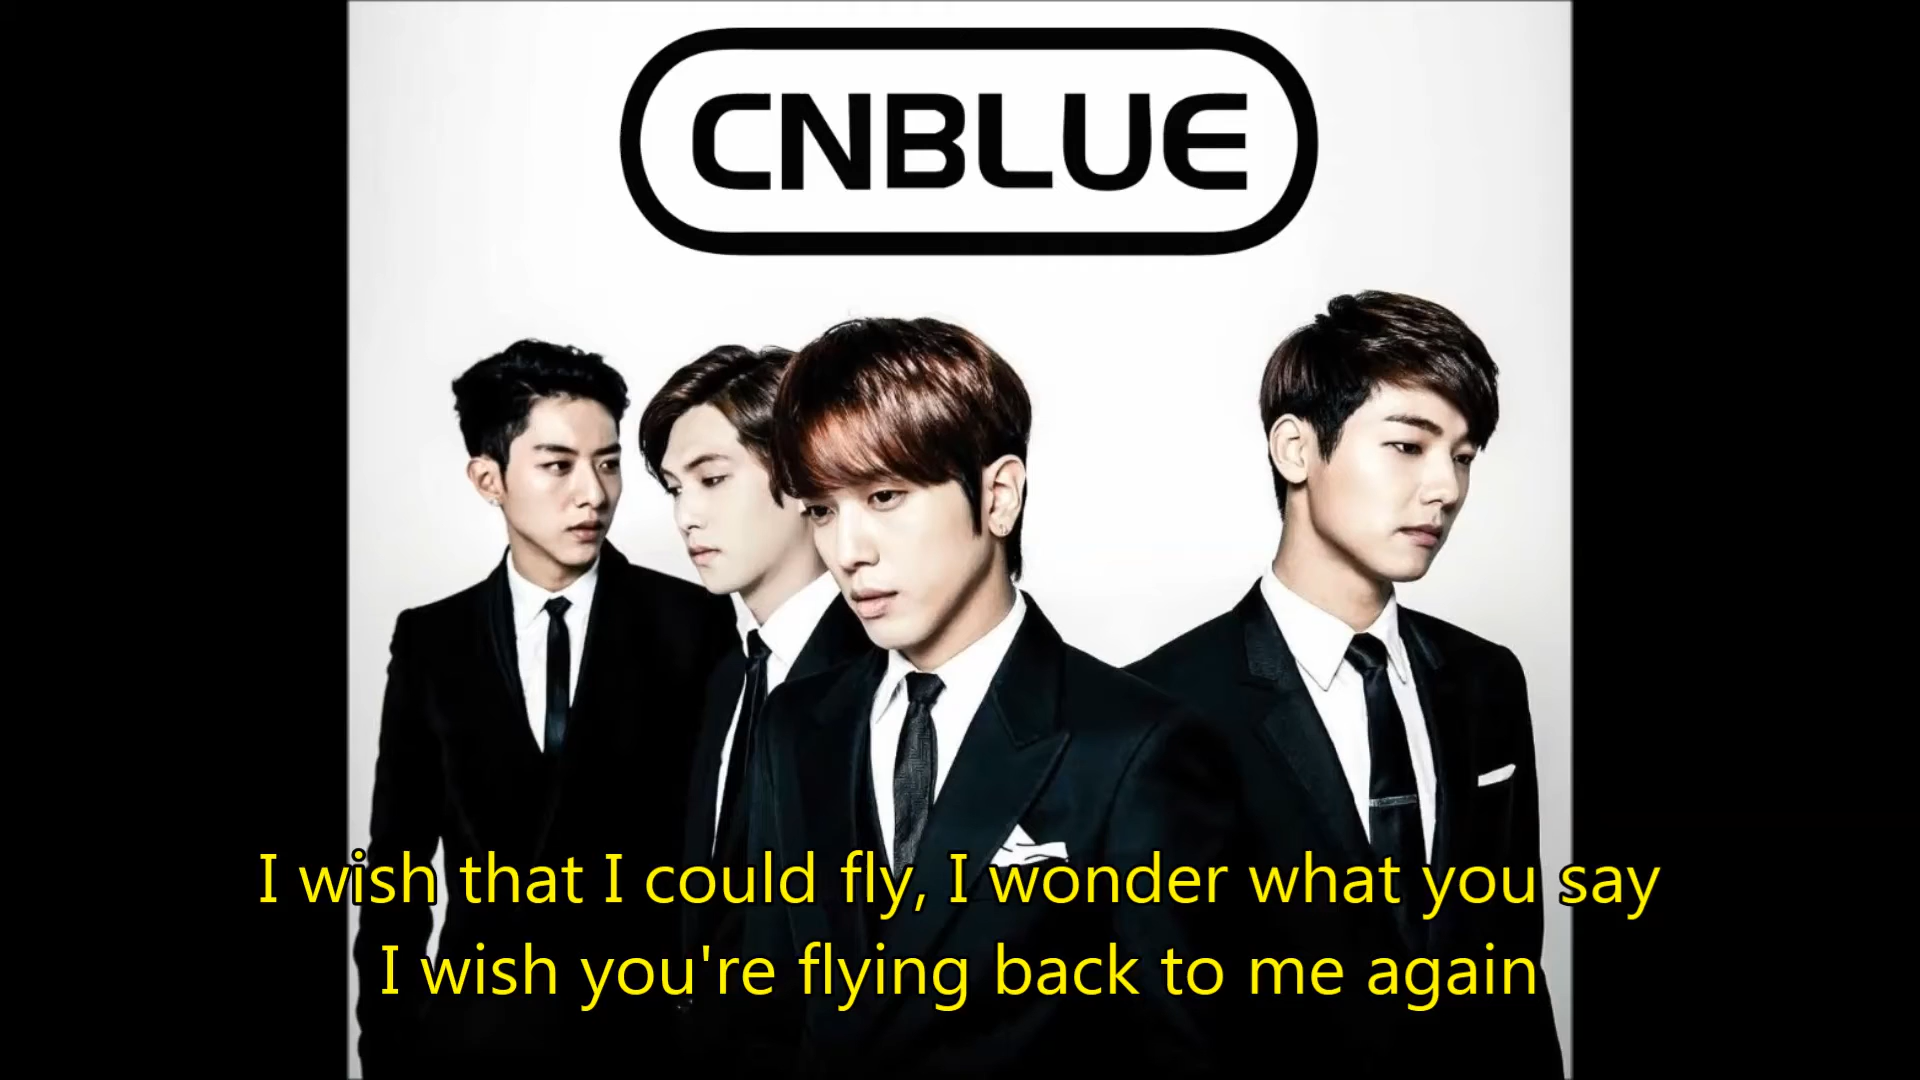 CNBLUE
I wish that I could fly, I wonder what you say
I wish you're flying back to me again